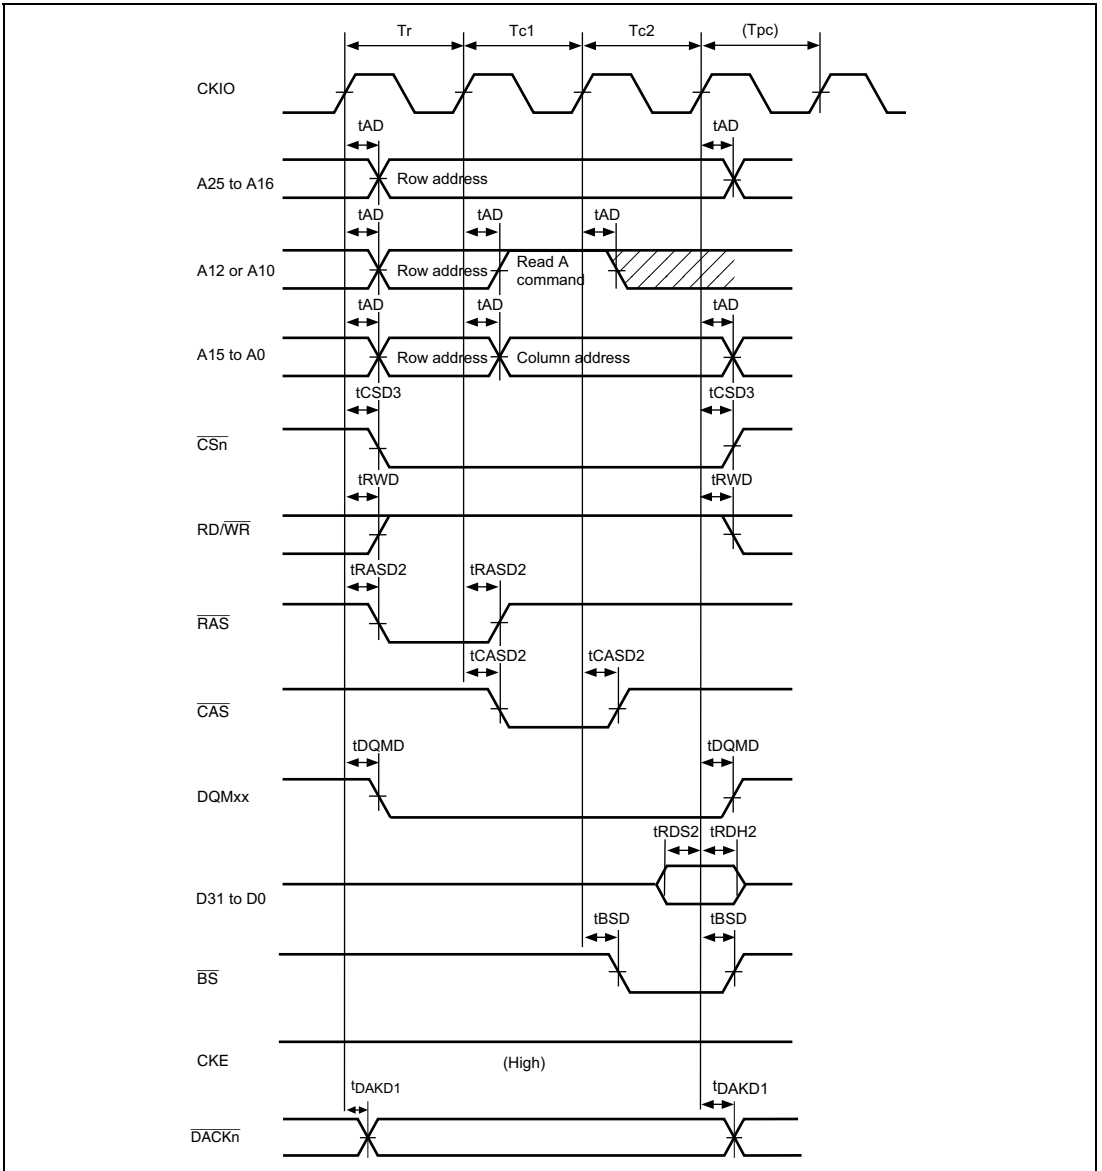 Tr Tc1 Tc2 (Tpc)
CKIO
tAD tAD
A25 to A16 Row address
tAD tAD tAD
A12 or A10 Row address Read A
command
tAD tAD tAD
A15 to A0 Row address Column address
tCSD3 tCSD3
CSn
tRWD tRWD
RD/WR
tRASD2 tRASD2
RAS
tCASD2 tCASD2
CAS
tDQMD tDQMD
DQMxx
tRDS2 tRDH2
D31 to D0
tBSD tBSD
BS
CKE (High)
tDAKD1 tDAKD1
DACKn